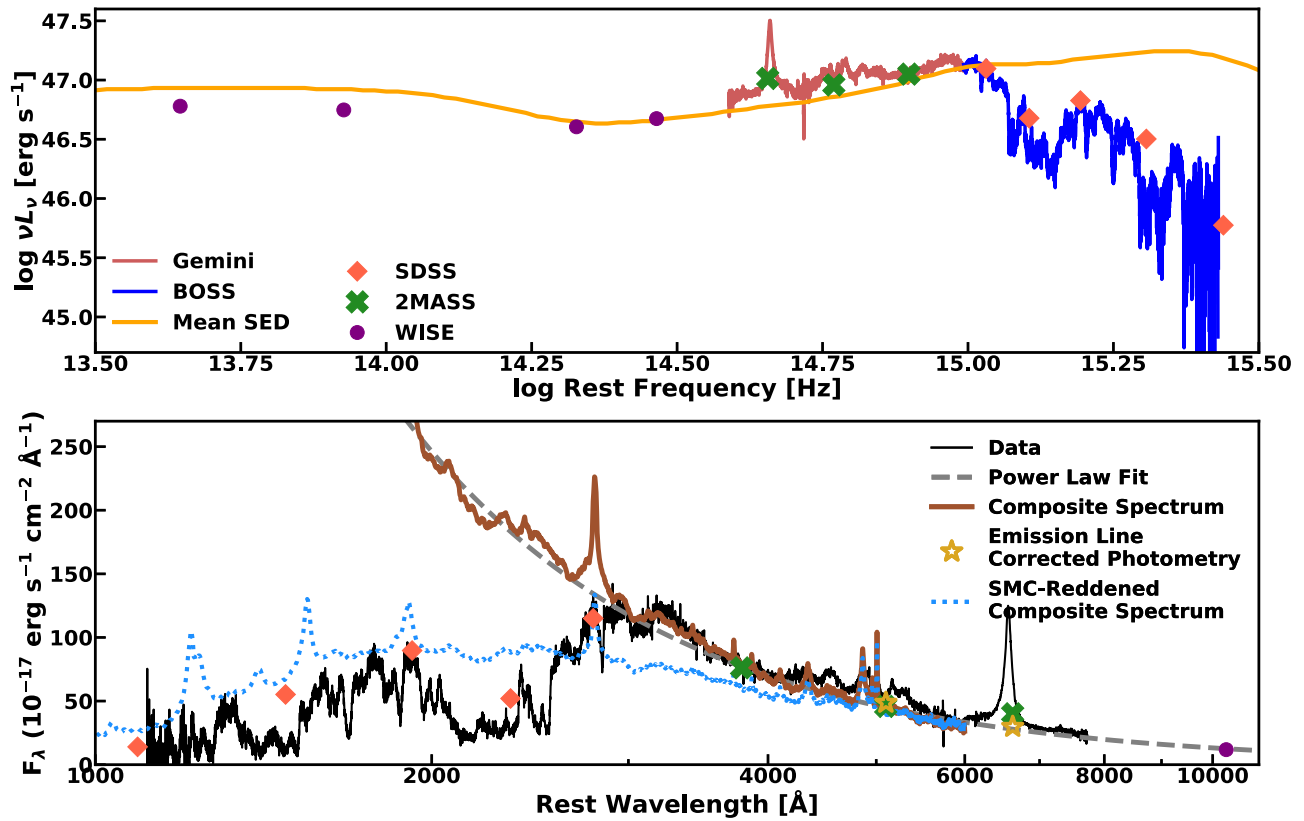 47.5
47.0
46.5
46.0
45.5
45.0
log νLν [erg s⁻¹]
Gemini
BOSS
Mean SED
SDSS
2MASS
WISE
13.50 13.75 14.00 14.25 14.50 14.75 15.00 15.25 15.50
log Rest Frequency [Hz]
250
200
150
100
50
0
Fλ (10⁻¹⁷ erg s⁻¹ cm⁻² Å⁻¹)
Data
Power Law Fit
Composite Spectrum
Emission Line
Corrected Photometry
SMC-Reddened
Composite Spectrum
1000 2000 4000 6000 8000 10000
Rest Wavelength [Å]